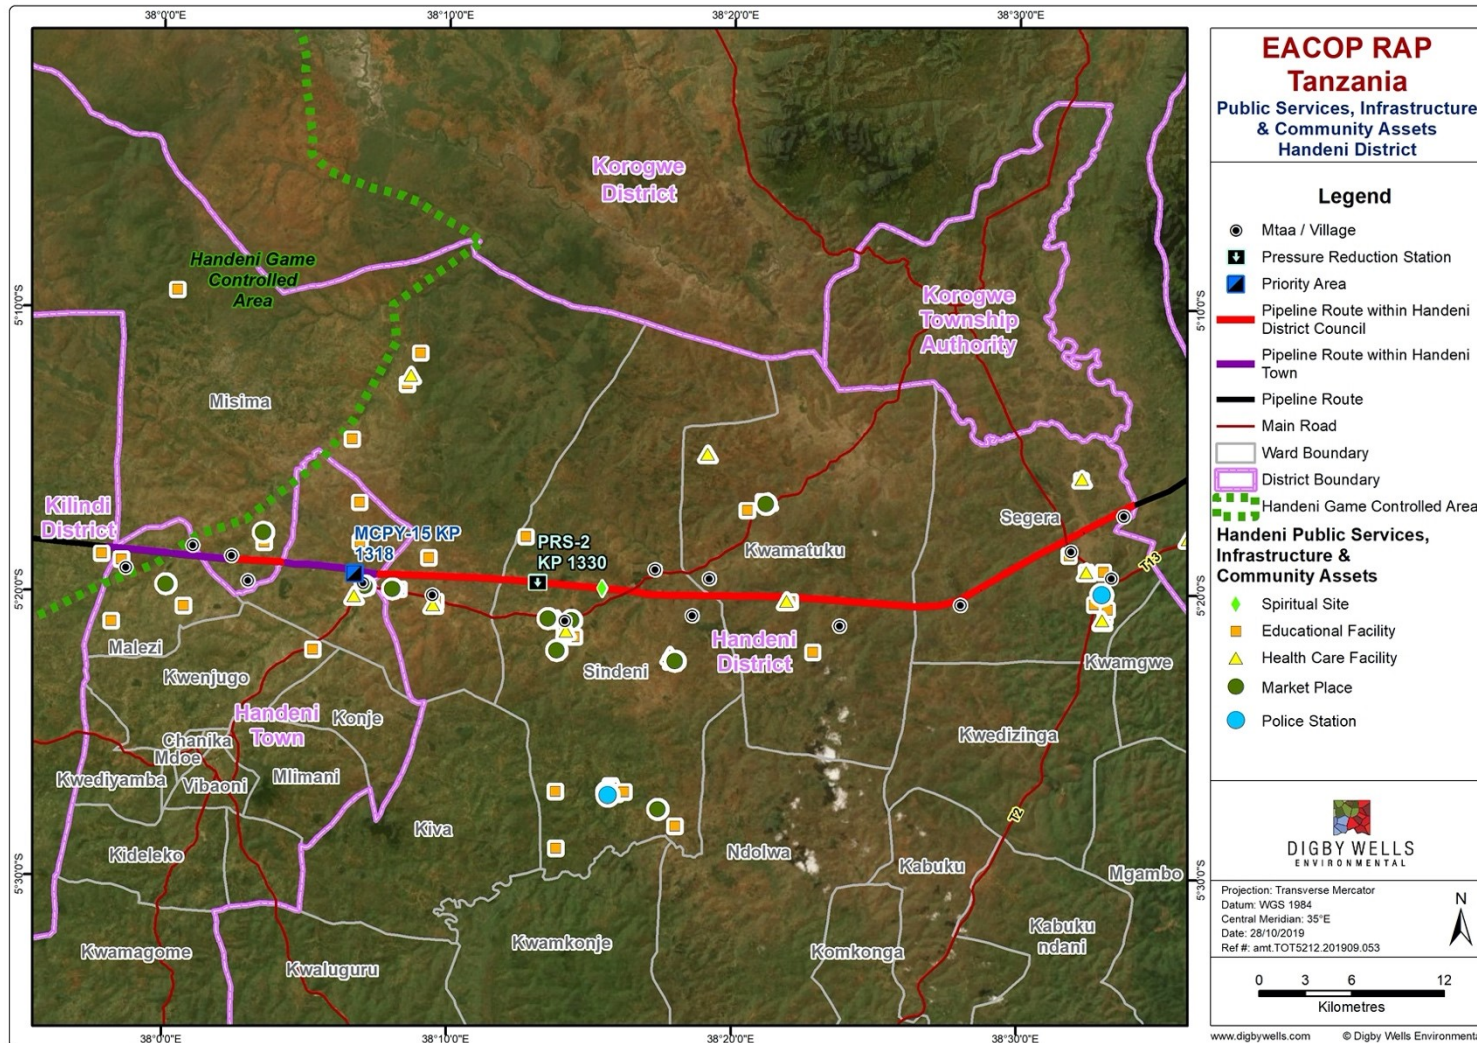 38°0'0"E
38°10'0"E
38°20'0"E
38°30'0"E
5°10'0"S
5°20'0"S
5°30'0"S
5°10'0"S
5°20'0"S
5°30'0"S
Korogwe
District
Handeni Game
Controlled
Area
Korogwe
Township
Authority
Misima
Kilindi
District
MCPY-15 KP
1318
PRS-2
KP 1330
Segera
Kwamatuku
T13
Malezi
Handeni
District
Sindeni
Kwamgwe
Kwenjugo
Handeni
Town
Konje
Chanika
Mdoe
Kwedizinga
Kwediyamba
Vibaoni
Mlimani
T2
Kiva
Kideleko
Ndolwa
Kabuku
Mgambo
Kabuku
ndani
Kwamkonje
Komkonga
Kwamagome
Kwaluguru
38°0'0"E
38°10'0"E
38°20'0"E
38°30'0"E
EACOP RAP
Tanzania
Public Services, Infrastructure
& Community Assets
Handeni District
Legend
Mtaa / Village
Pressure Reduction Station
Priority Area
Pipeline Route within Handeni
District Council
Pipeline Route within Handeni
Town
Pipeline Route
Main Road
Ward Boundary
District Boundary
Handeni Game Controlled Area
Handeni Public Services,
Infrastructure &
Community Assets
Spiritual Site
Educational Facility
Health Care Facility
Market Place
Police Station
DIGBY WELLS
ENVIRONMENTAL
Projection: Transverse Mercator
Datum: WGS 1984
Central Meridian: 35°E
Date: 28/10/2019
Ref #: amt.TOT5212.201909.053
N
0 3 6 12
Kilometres
www.digbywells.com © Digby Wells Environmenta